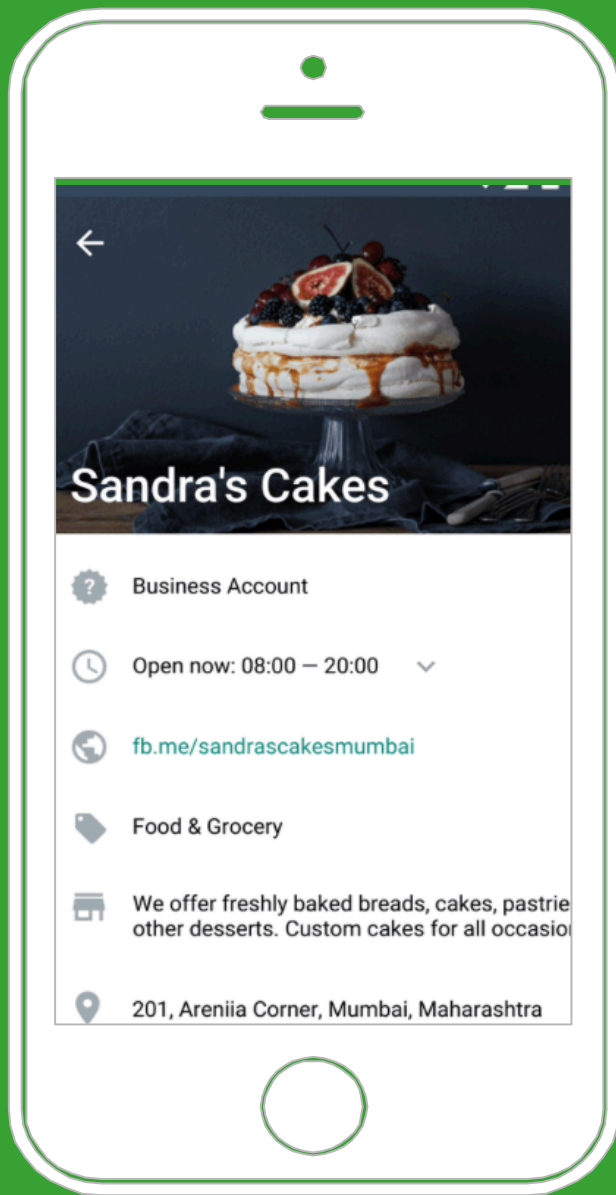 Sandra's Cakes
Business Account
Open now: 08:00 — 20:00
fb.me/sandrascakesmumbai
Food & Grocery
We offer freshly baked breads, cakes, pastrie
other desserts. Custom cakes for all occasio
201, Areniia Corner, Mumbai, Maharashtra